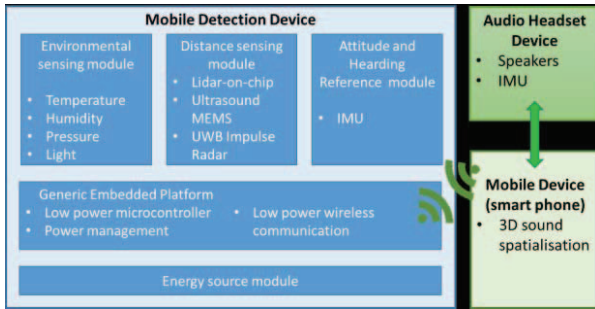 Mobile Detection Device
Environmental
sensing module
• Temperature
• Humidity
• Pressure
• Light
Distance sensing
module
• Lidar-on-chip
• Ultrasound
MEMS
• UWB Impulse
Radar
Attitude and
Hearding
Reference module
• IMU
Generic Embedded Platform
• Low power microcontroller
• Power management
• Low power wireless
communication
Energy source module
Audio Headset
Device
• Speakers
• IMU
Mobile Device
(smart phone)
• 3D sound
spatialisation